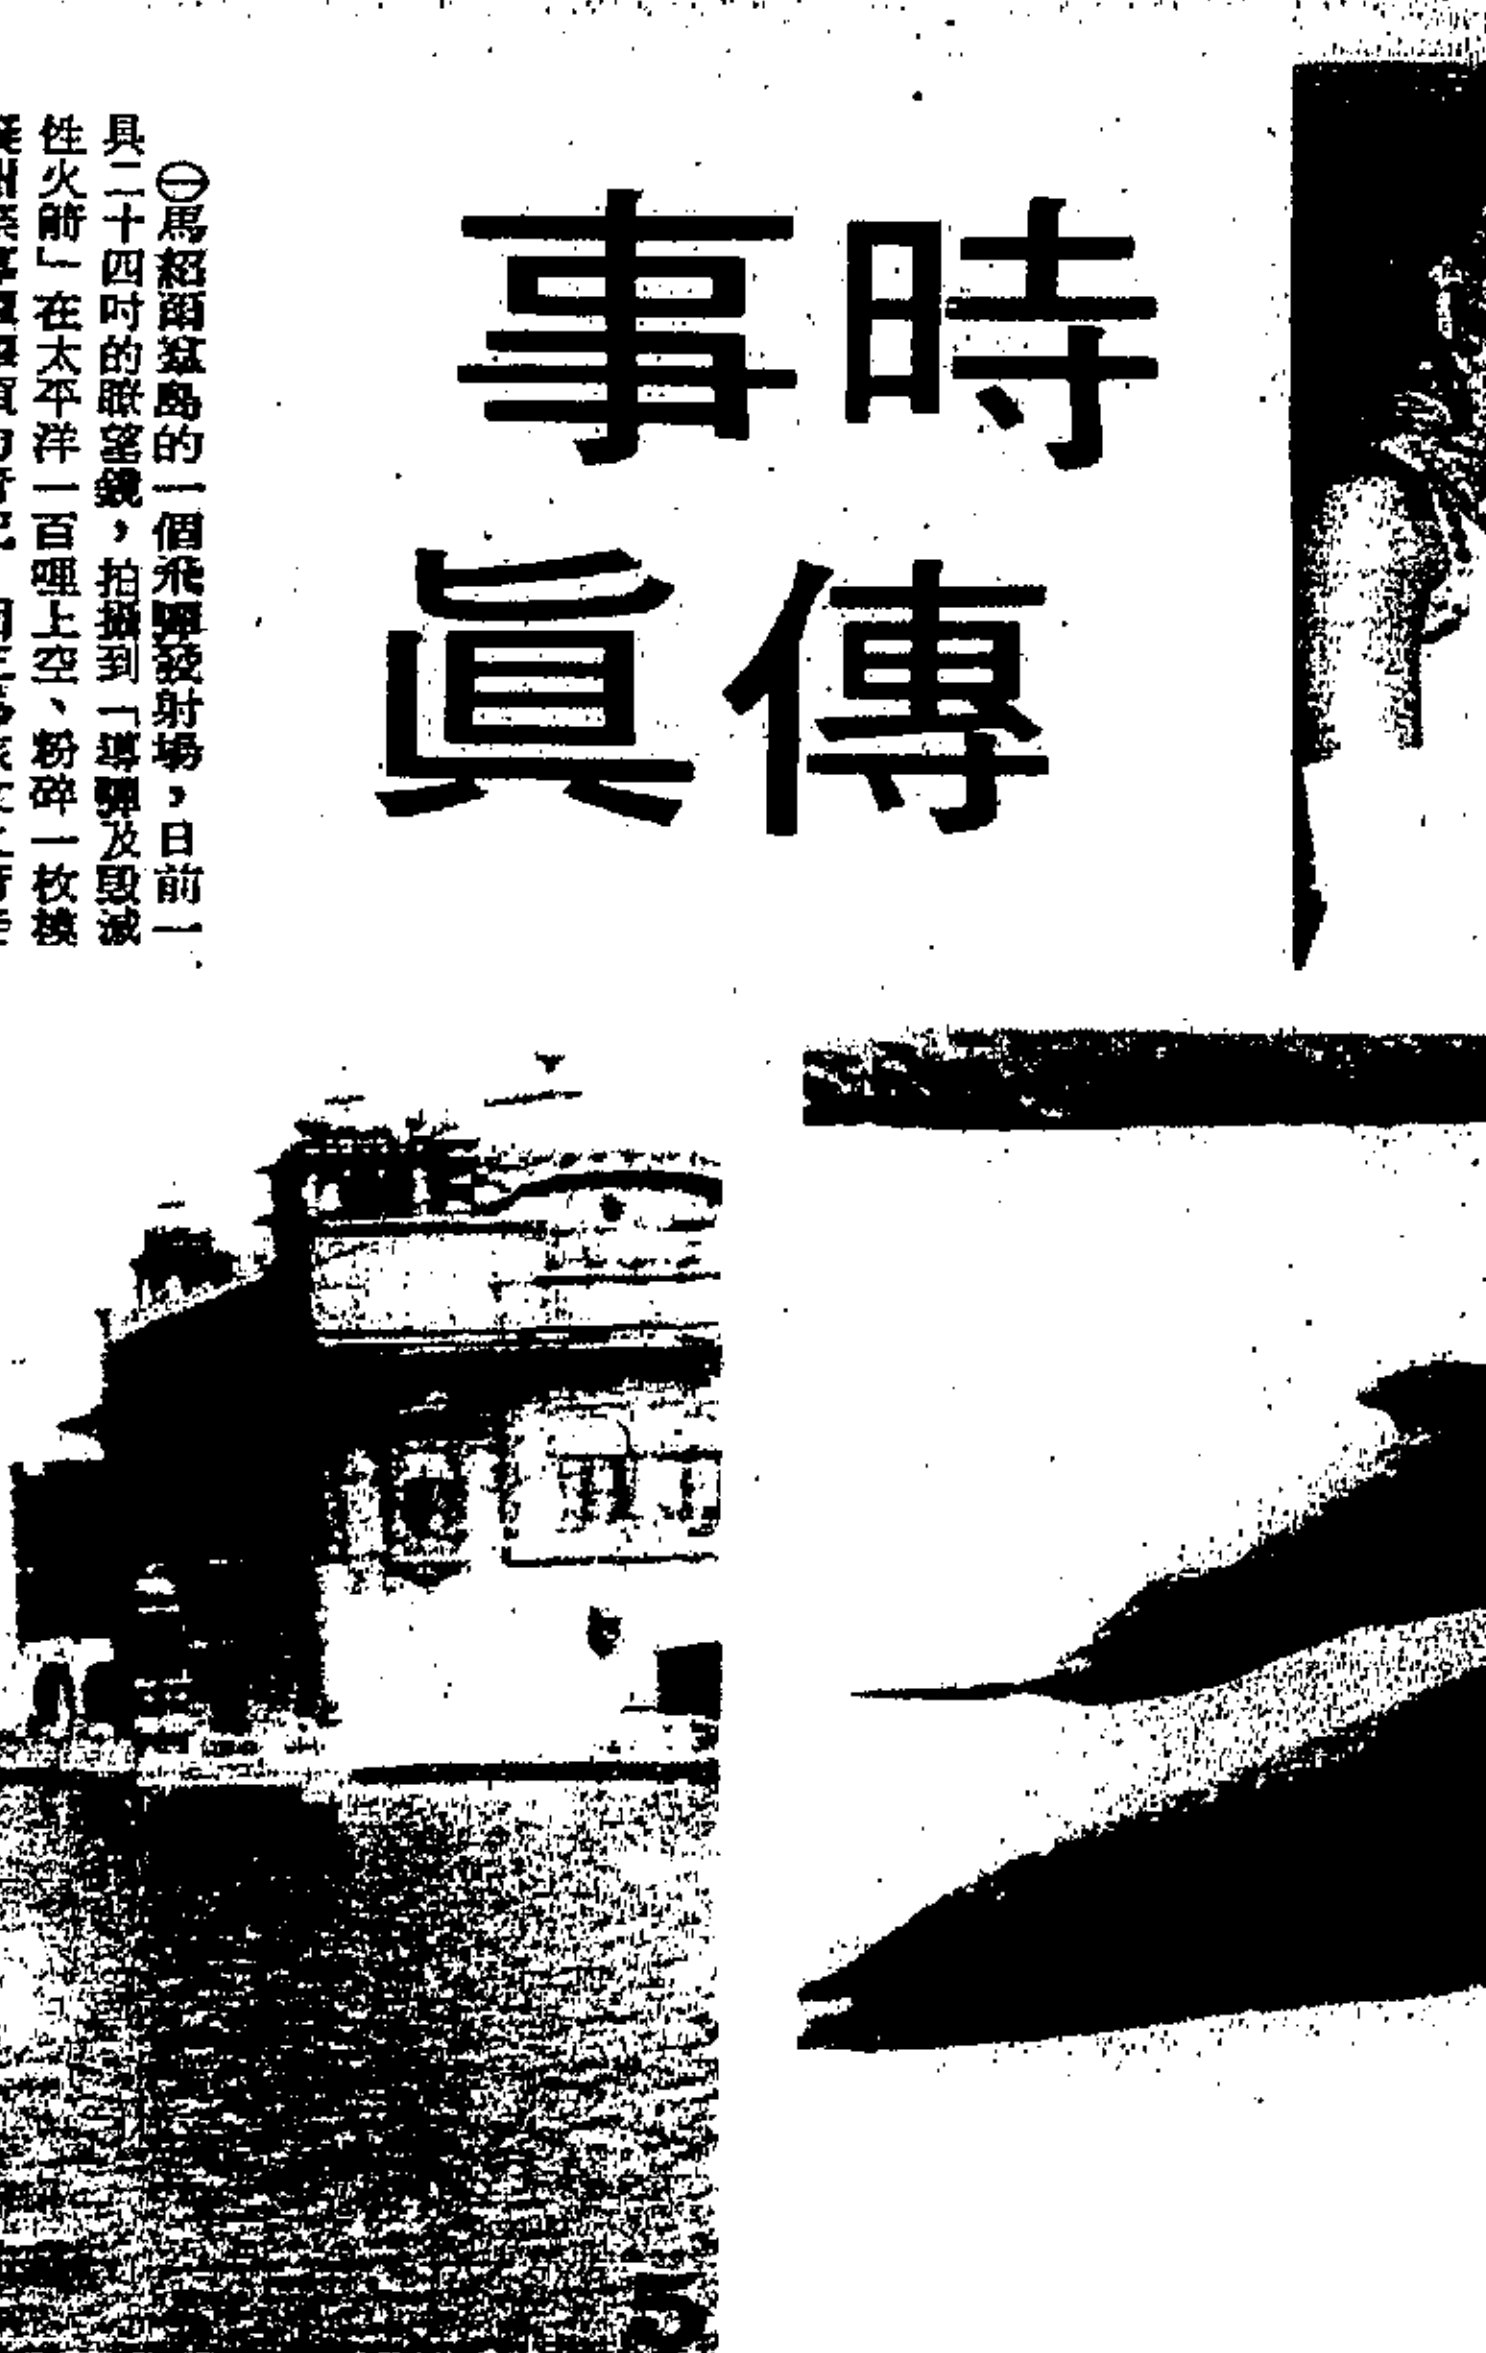 時事
傳眞
㊀馬紹爾羣島的一個飛彈發射場，日前一
具二十四吋的瞭望鏡，拍攝到「導彈及毀滅
性火箭」在太平洋一百哩上空、粉碎一枚模
5